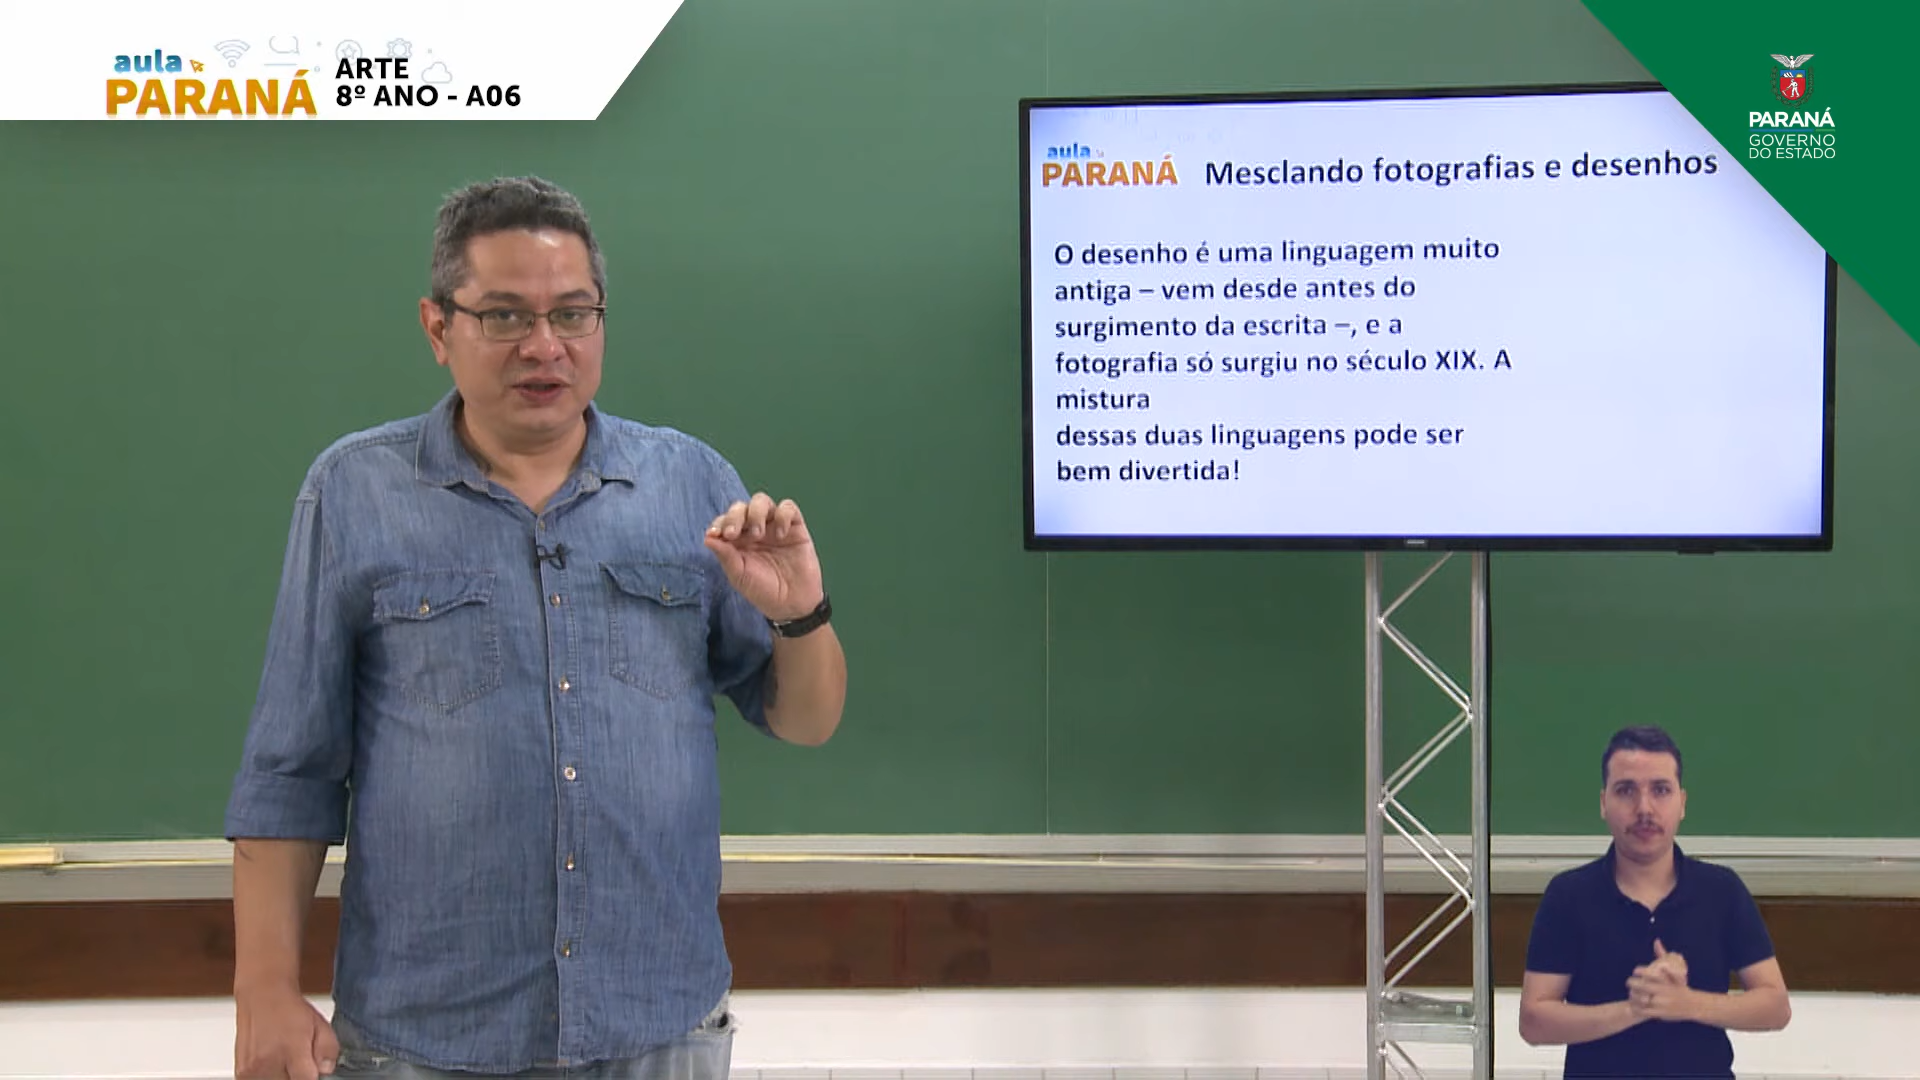 aula
PARANÁ
ARTE
8º ANO - A06
PARANÁ
GOVERNO
DO ESTADO
aula
PARANÁ
Mesclando fotografias e desenhos
O desenho é uma linguagem muito
antiga – vem desde antes do
surgimento da escrita –, e a
fotografia só surgiu no século XIX. A
mistura
dessas duas linguagens pode ser
bem divertida!